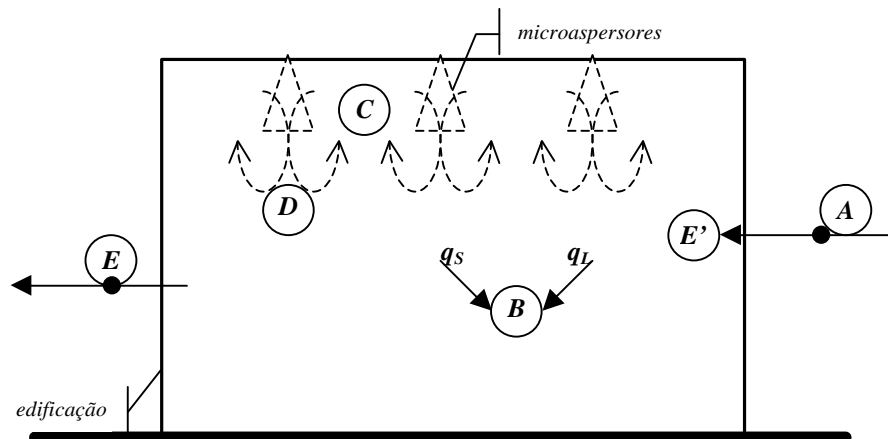 microaspersores
C
D
A
E
E’
qS
qL
B
edificação